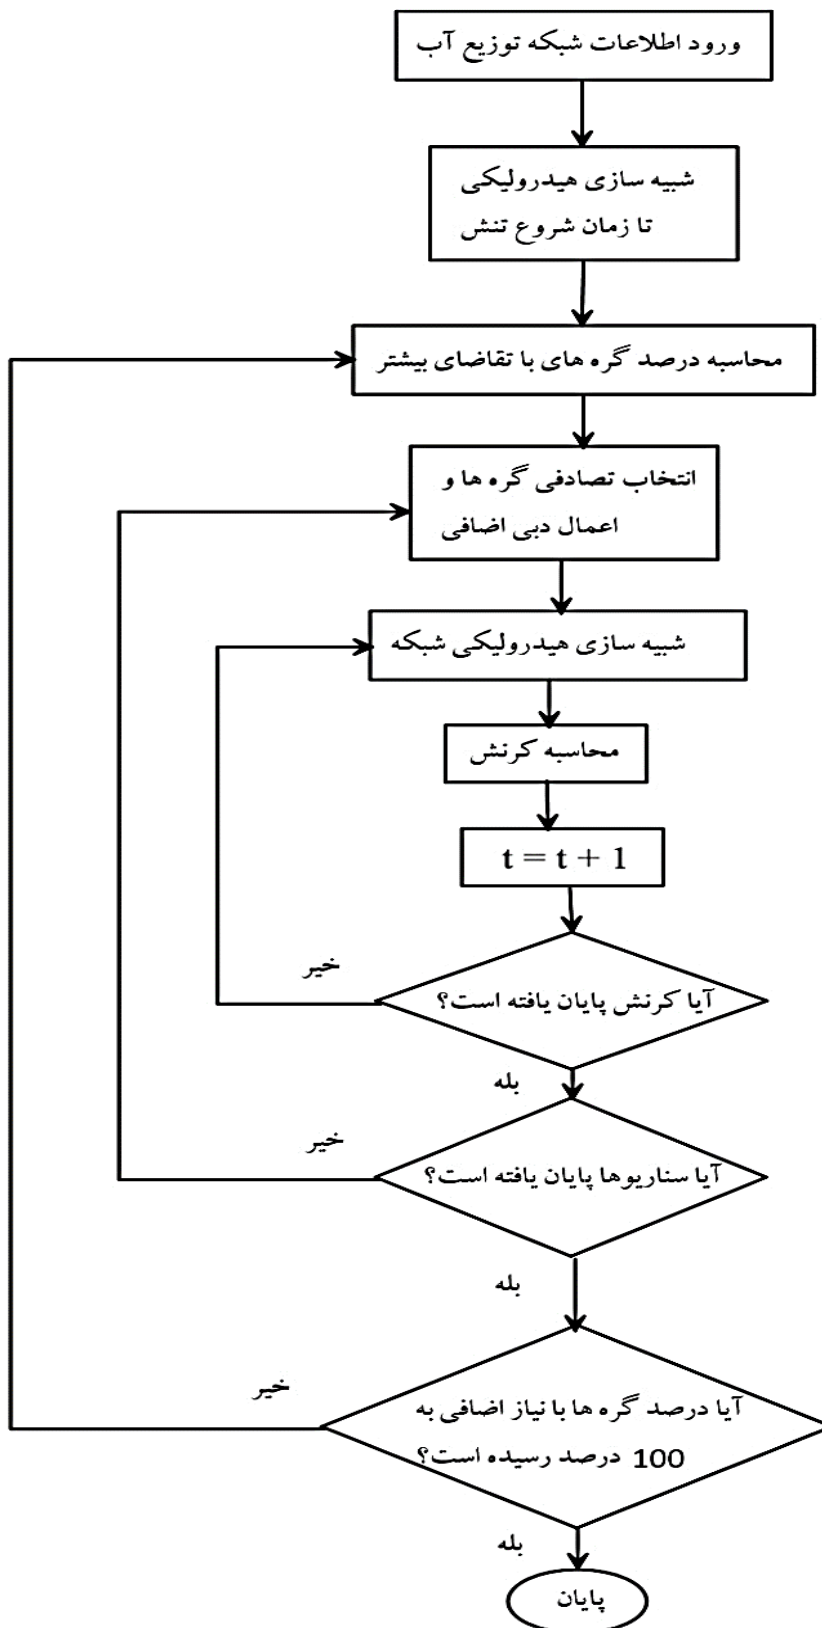 ورود اطلاعات شبکه توزیع آب
شبیه سازی هیدرولیکی
تا زمان شروع تنش
محاسبه درصد گره های با تقاضای بیشتر
انتخاب تصادفی گره ها و
اعمال دبی اضافی
شبیه سازی هیدرولیکی شبکه
محاسبه کرنش
t = t + 1
آیا کرنش پایان یافته است؟
خیر
بله
آیا سناریوها پایان یافته است؟
خیر
بله
آیا درصد گره ها با نیاز اضافی به
100 درصد رسیده است؟
خیر
بله
پایان